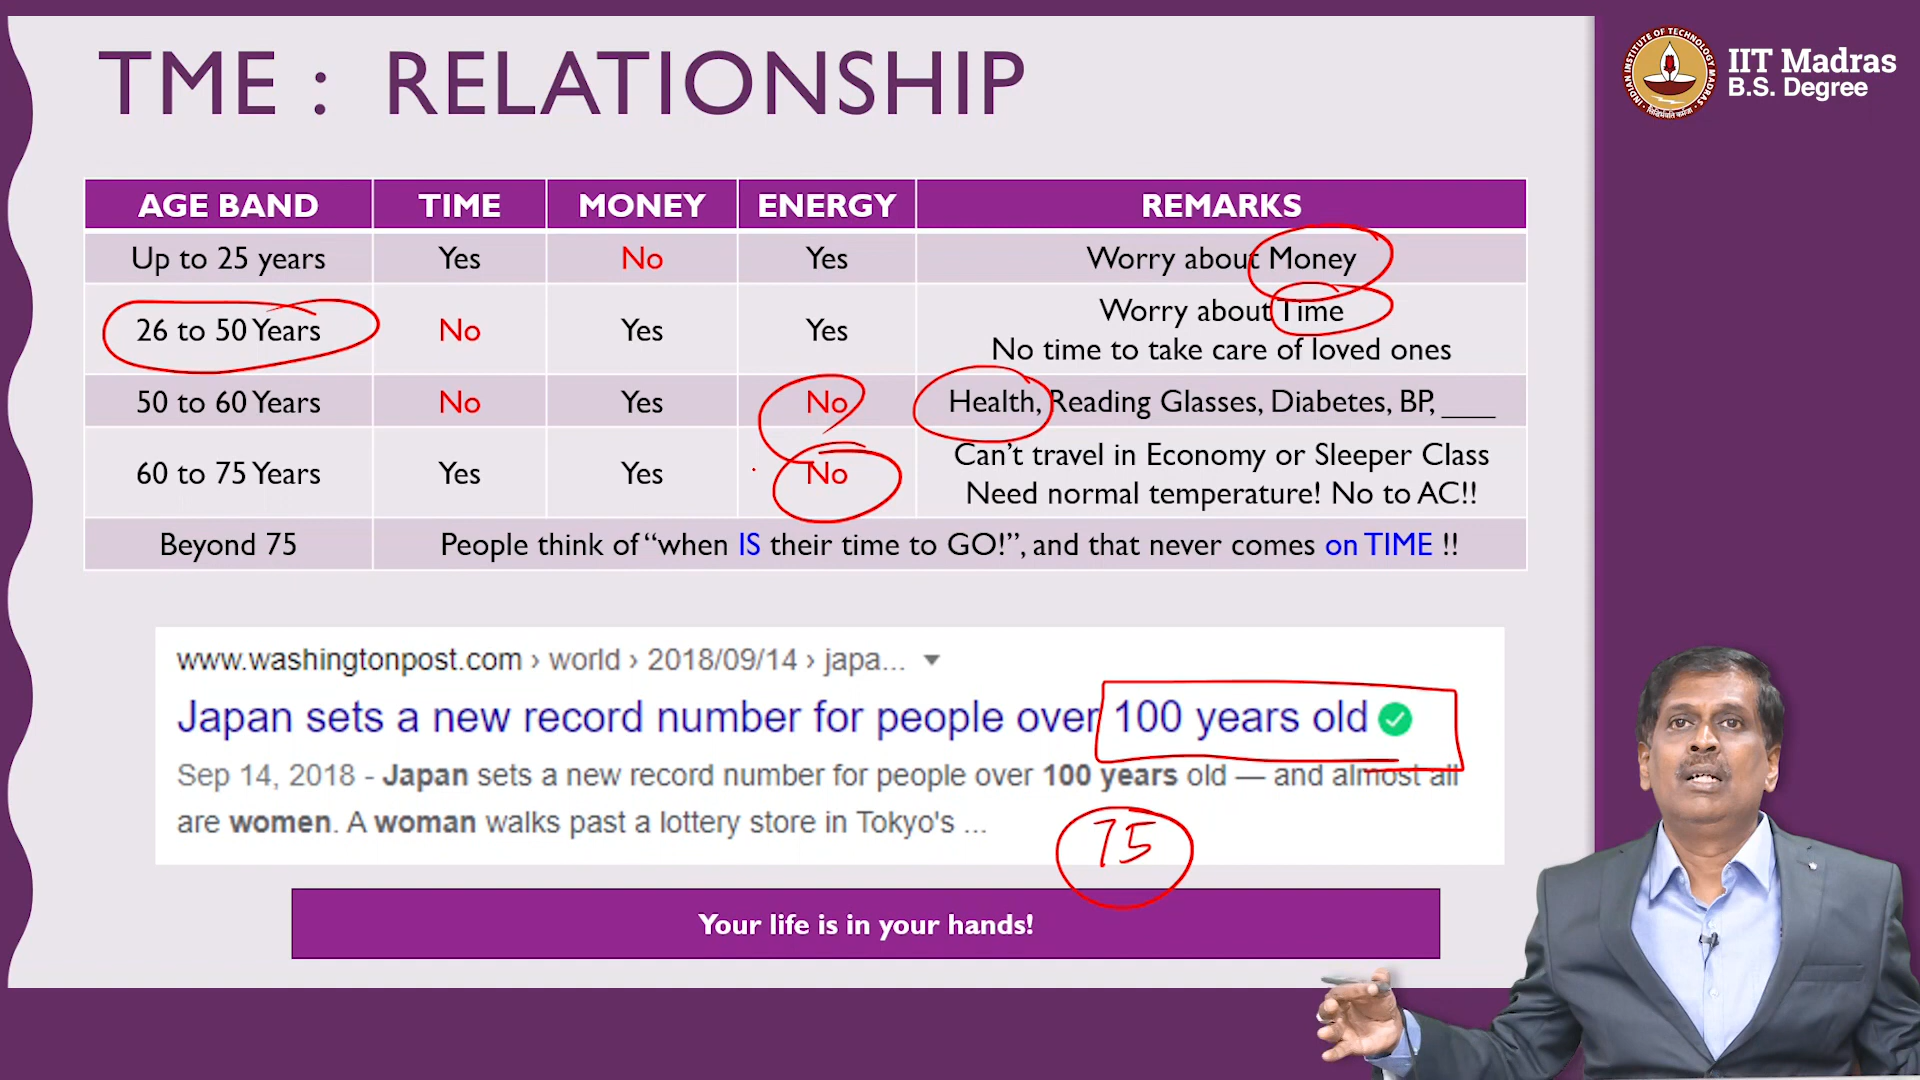 TME : RELATIONSHIP
IIT Madras
B.S. Degree
AGE BAND TIME MONEY ENERGY REMARKS
Up to 25 years Yes No Yes Worry about Money
26 to 50 Years No Yes Yes Worry about Time
No time to take care of loved ones
50 to 60 Years No Yes No Health, Reading Glasses, Diabetes, BP, ___
60 to 75 Years Yes Yes No Can't travel in Economy or Sleeper Class
Need normal temperature! No to AC!!
Beyond 75 People think of “when IS their time to GO!”, and that never comes on TIME !!
www.washingtonpost.com › world › 2018/09/14 › japa...
Japan sets a new record number for people over 100 years old
Sep 14, 2018 - Japan sets a new record number for people over 100 years old — and almost all
are women. A woman walks past a lottery store in Tokyo's ...
75
Your life is in your hands!
INDIAN INSTITUTE OF TECHNOLOGY MADRAS